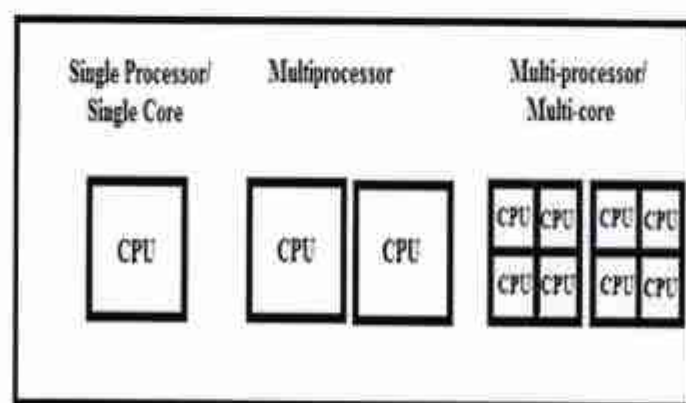 Single Processor/
Single Core
Multiprocessor
Multi-processor/
Multi-core
CPU
CPU
CPU
CPU CPU CPU CPU
CPU CPU CPU CPU